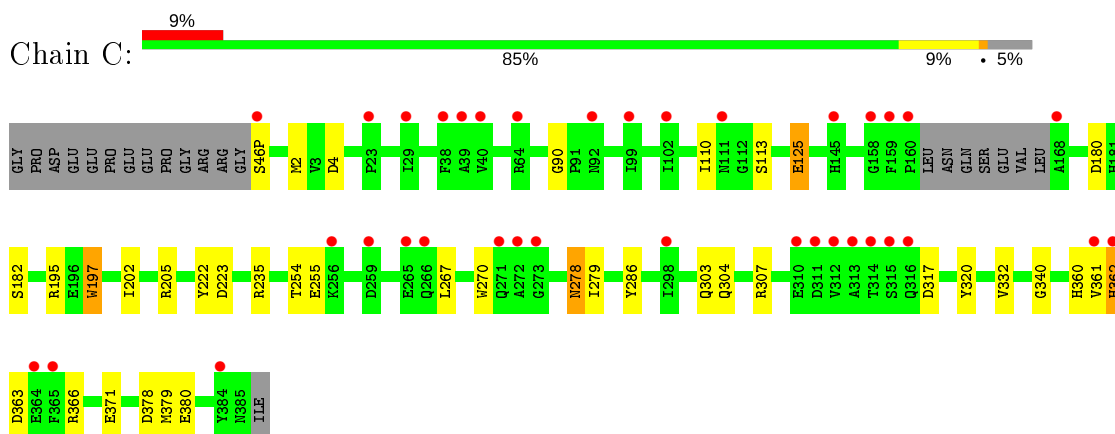 9%
Chain C:
85% 9% • 5%
GLY PRO ASP GLU GLU PRO GLU GLU PRO GLY ARG ARG GLY S46P M2 V3 D4 P23 I29 F38 A39 V40 R64 G90 P91 N92 I99 I102 I110 N111 G112 S113 E125 H145 G158 F159 P160 LEU ASN GLN SER GLU VAL LEU A168 D180 H181
S182 R195 E196 W197 I202 R205 Y222 D223 R235 T254 E255 K256 D259 E265 Q266 L267 W270 Q271 A272 G273 N278 I279 Y286 I298 Q303 Q304 R307 E310 D311 V312 A313 T314 S315 Q316 D317 Y320 V332 G340 H360 V361 H362
D363 E364 F365 R366 E371 D378 M379 E380 Y384 N385 ILE